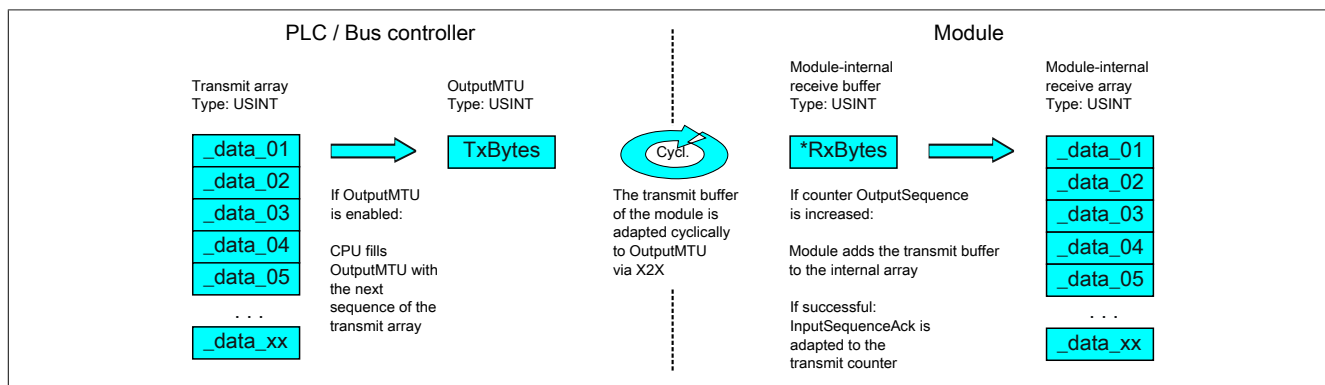 PLC / Bus controller
Module
Transmit array
Type: USINT
OutputMTU
Type: USINT
Module-internal
receive buffer
Type: USINT
Module-internal
receive array
Type: USINT
_data_01
_data_02
_data_03
_data_04
_data_05
. . .
_data_xx
If OutputMTU
is enabled:
CPU fills
OutputMTU with
the next
sequence of the
transmit array
TxBytes
Cycl.
The transmit buffer
of the module is
adapted cyclically
to OutputMTU
via X2X
*RxBytes
If counter OutputSequence
is increased:
Module adds the transmit buffer
to the internal array
If successful:
InputSequenceAck is
adapted to the
transmit counter
_data_01
_data_02
_data_03
_data_04
_data_05
. . .
_data_xx